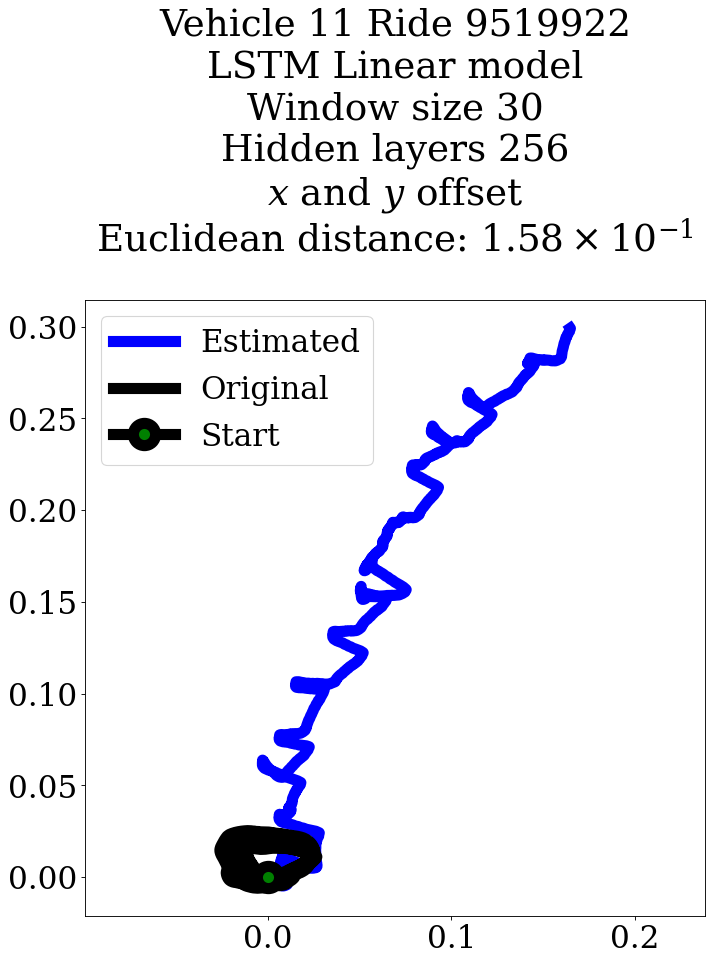 Vehicle 11 Ride 9519922
LSTM Linear model
Window size 30
Hidden layers 256
x and y offset
Euclidean distance: 1.58 × 10⁻¹
Estimated
Original
Start
0.30
0.25
0.20
0.15
0.10
0.05
0.00
0.0 0.1 0.2